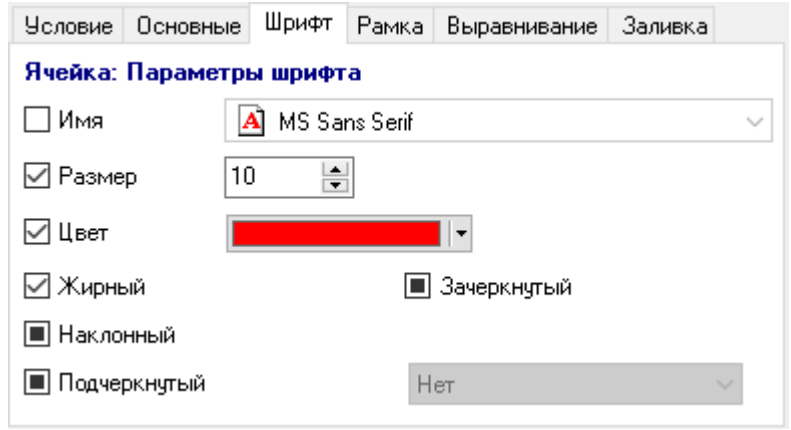 Условие Основные Шрифт Рамка Выравнивание Заливка
Ячейка: Параметры шрифта
Имя MS Sans Serif
Размер 10
Цвет
Жирный Зачеркнутый
Наклонный
Подчеркнутый Нет